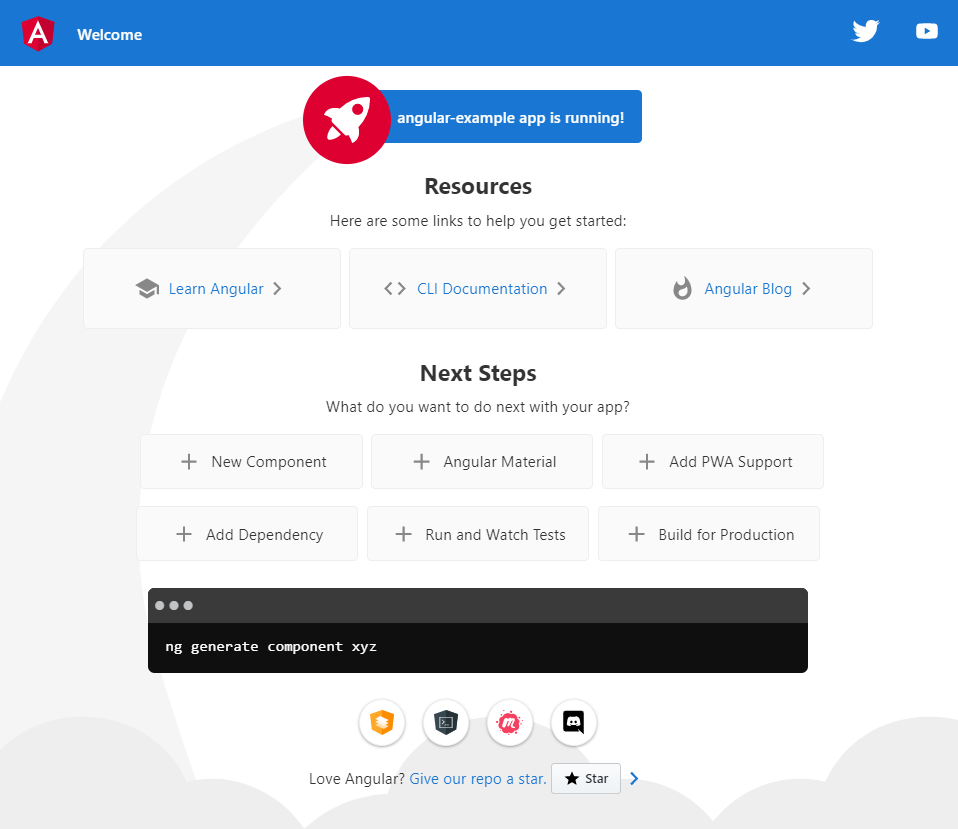 Welcome
angular-example app is running!
Resources
Here are some links to help you get started:
Learn Angular
CLI Documentation
Angular Blog
Next Steps
What do you want to do next with your app?
New Component
Angular Material
Add PWA Support
Add Dependency
Run and Watch Tests
Build for Production
ng generate component xyz
Love Angular? Give our repo a star. Star